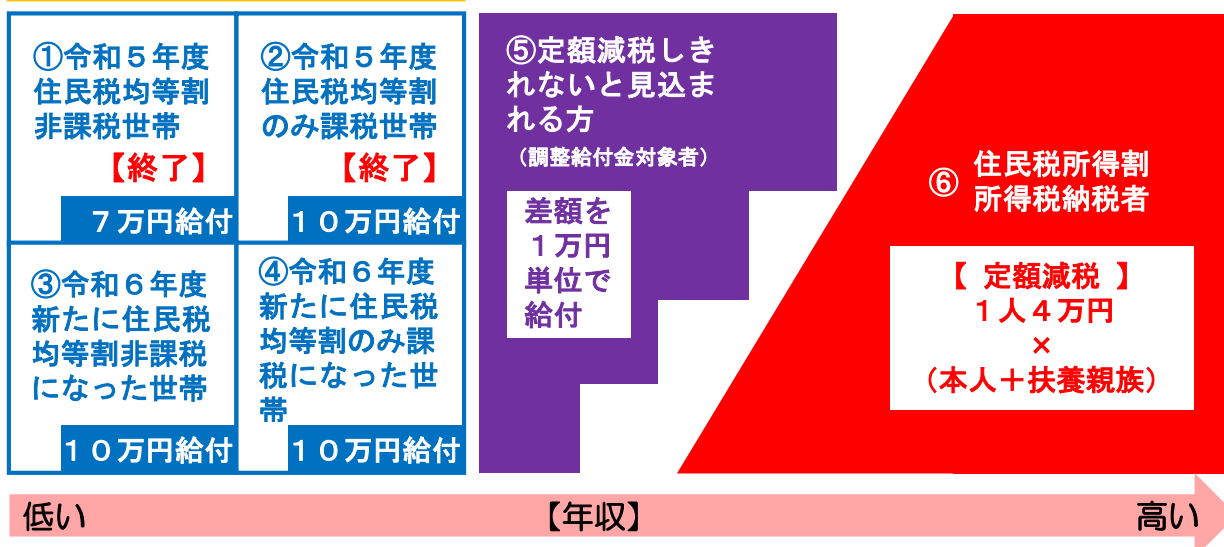 ①令和５年度
住民税均等割
非課税世帯
【終了】
７万円給付
②令和５年度
住民税均等割
のみ課税世帯
【終了】
１０万円給付
③令和６年度
新たに住民税
均等割非課税
になった世帯
１０万円給付
④令和６年度
新たに住民税
均等割のみ課
税になった世
帯
１０万円給付
⑤定額減税しき
れないと見込ま
れる方
（調整給付金対象者）
差額を
１万円
単位で
給付
⑥
住民税所得割
所得税納税者
【 定額減税 】
１人４万円
×
（本人＋扶養親族）
低い
【年収】
高い